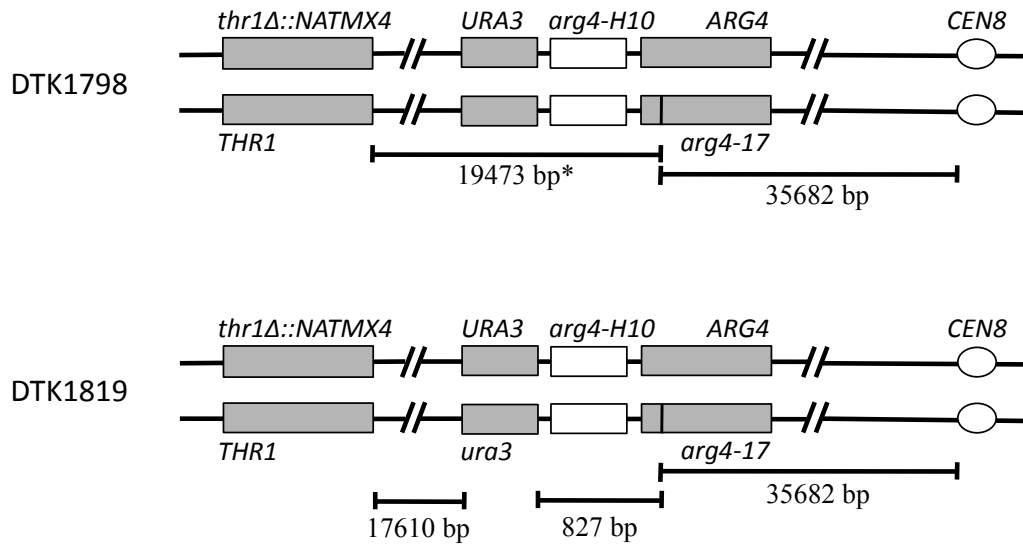 thr1Δ::NATMX4 URA3 arg4-H10 ARG4 CEN8
DTK1798
THR1 arg4-17
19473 bp*
35682 bp
thr1Δ::NATMX4 URA3 arg4-H10 ARG4 CEN8
DTK1819
THR1 ura3 arg4-17
35682 bp
17610 bp 827 bp